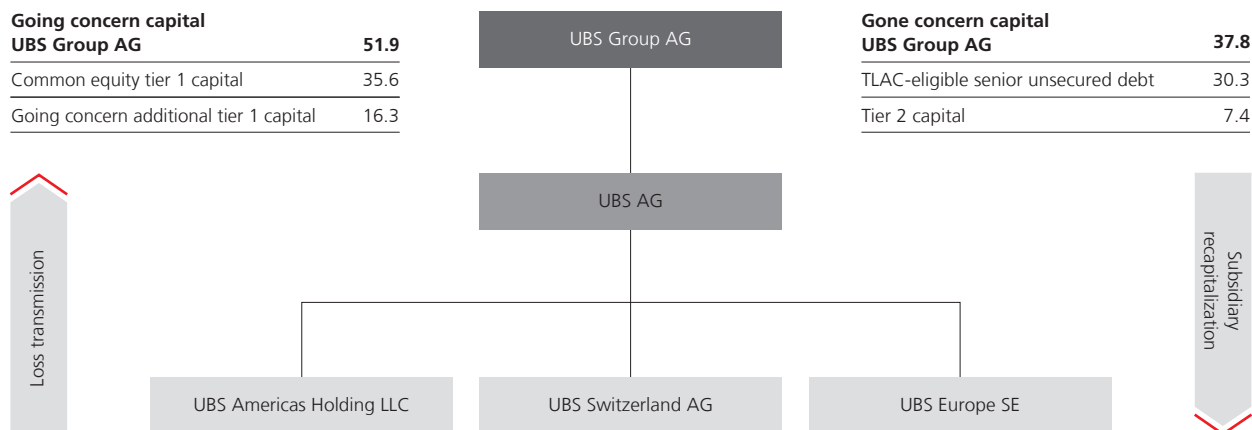 Going concern capital
UBS Group AG 51.9
Common equity tier 1 capital 35.6
Going concern additional tier 1 capital 16.3
UBS Group AG
Gone concern capital
UBS Group AG 37.8
TLAC-eligible senior unsecured debt 30.3
Tier 2 capital 7.4
UBS AG
Loss transmission
Subsidiary
recapitalization
UBS Americas Holding LLC
UBS Switzerland AG
UBS Europe SE